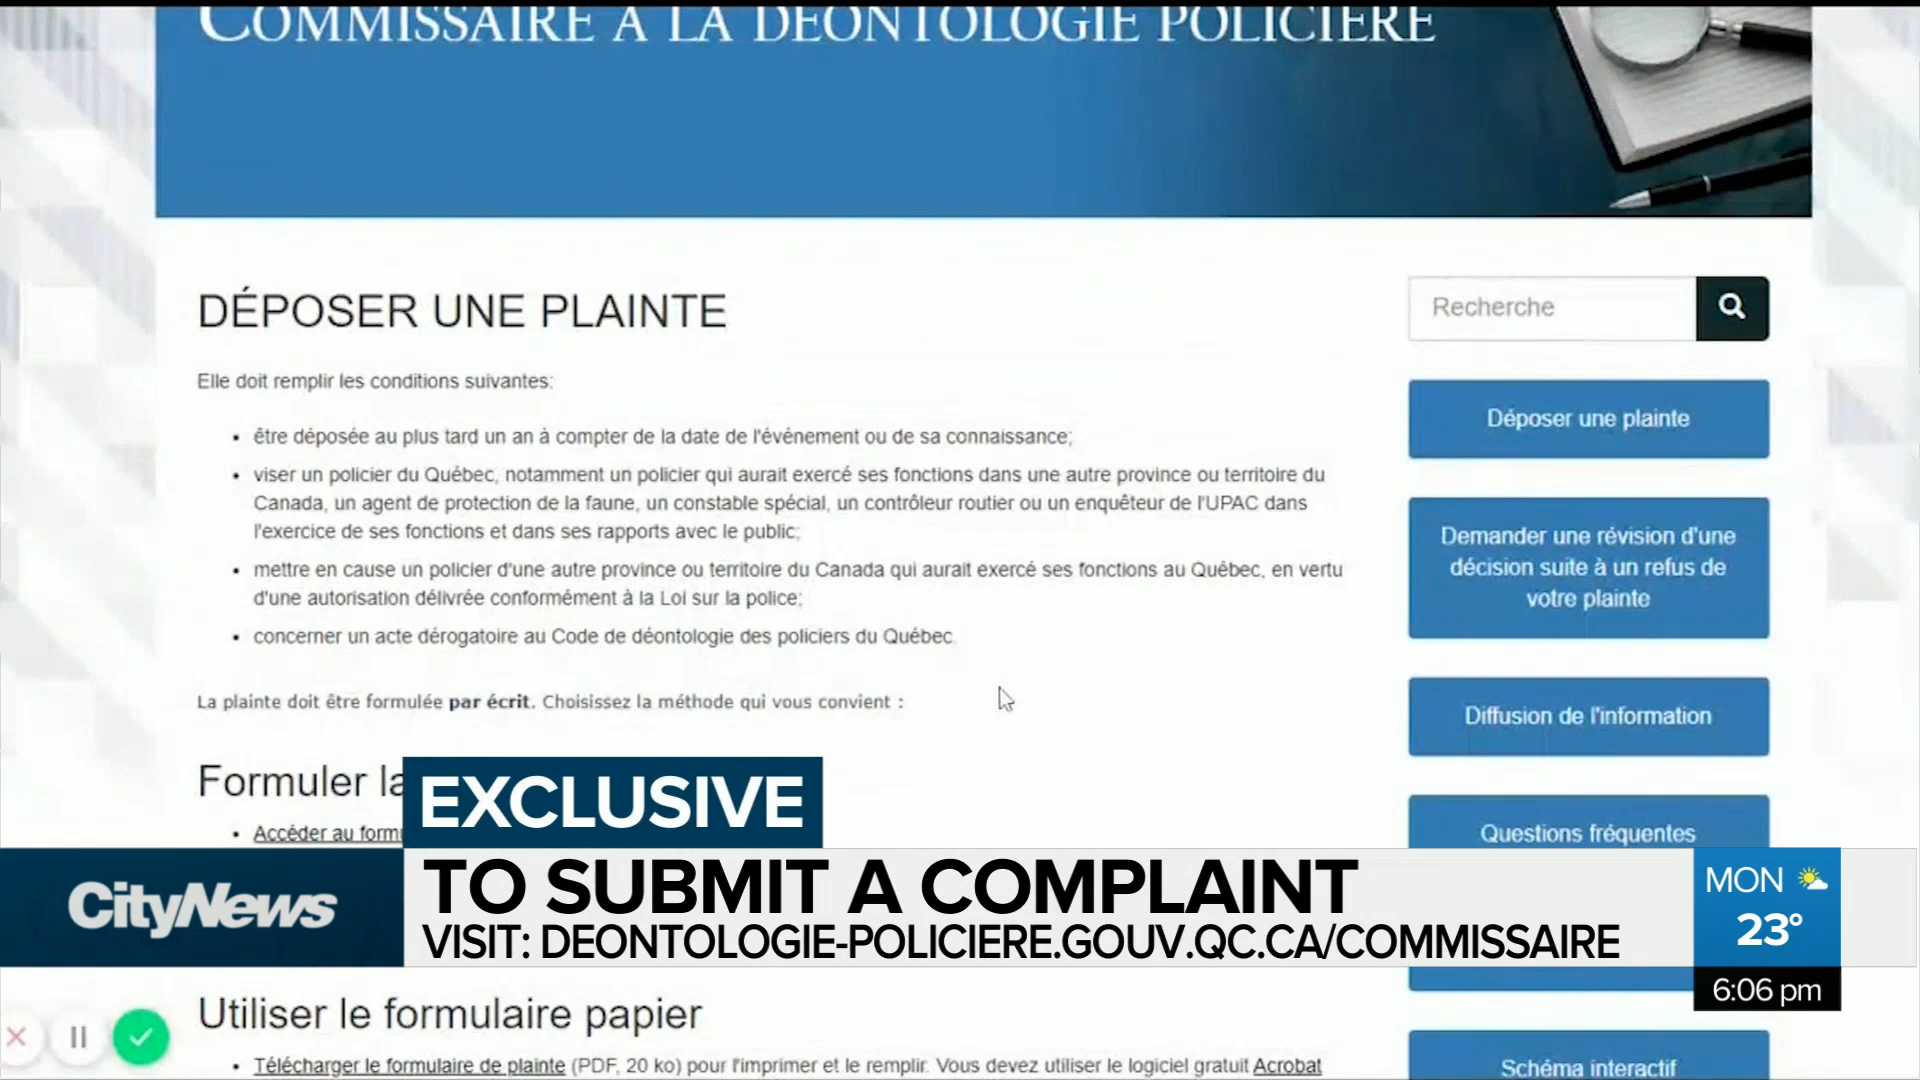 COMMISSAIRE À LA DÉONTOLOGIE POLICIÈRE
DÉPOSER UNE PLAINTE
Elle doit remplir les conditions suivantes:
• être déposée au plus tard un an à compter de la date de l'événement ou de sa connaissance;
• viser un policier du Québec, notamment un policier qui aurait exercé ses fonctions dans une autre province ou territoire du
Canada, un agent de protection de la faune, un constable spécial, un contrôleur routier ou un enquêteur de l'UPAC dans
l'exercice de ses fonctions et dans ses rapports avec le public;
• mettre en cause un policier d'une autre province ou territoire du Canada qui aurait exercé ses fonctions au Québec, en vertu
d'une autorisation délivrée conformément à la Loi sur la police;
• concerner un acte dérogatoire au Code de déontologie des policiers du Québec.
La plainte doit être formulée par écrit. Choisissez la méthode qui vous convient :
Formuler la
• Accéder au form
Utiliser le formulaire papier
• Télécharger le formulaire de plainte (PDF, 20 ko) pour l'imprimer et le remplir. Vous devez utiliser le logiciel gratuit Acrobat
Recherche
Déposer une plainte
Demander une révision d'une
décision suite à un refus de
votre plainte
Diffusion de l'information
Questions fréquentes
Schéma interactif
EXCLUSIVE
CityNews
TO SUBMIT A COMPLAINT
VISIT: DEONTOLOGIE-POLICIERE.GOUV.QC.CA/COMMISSAIRE
MON
23°
6:06 pm